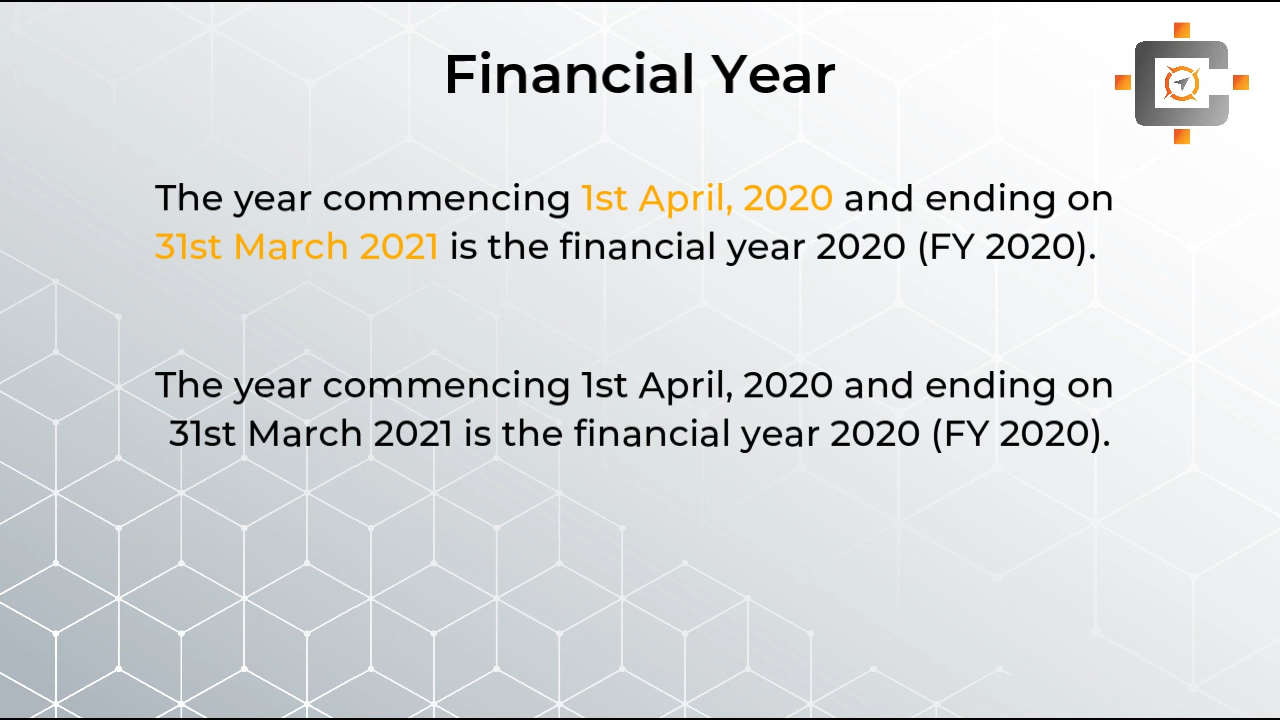 Financial Year
The year commencing 1st April, 2020 and ending on
31st March 2021 is the financial year 2020 (FY 2020).
The year commencing 1st April, 2020 and ending on
31st March 2021 is the financial year 2020 (FY 2020).